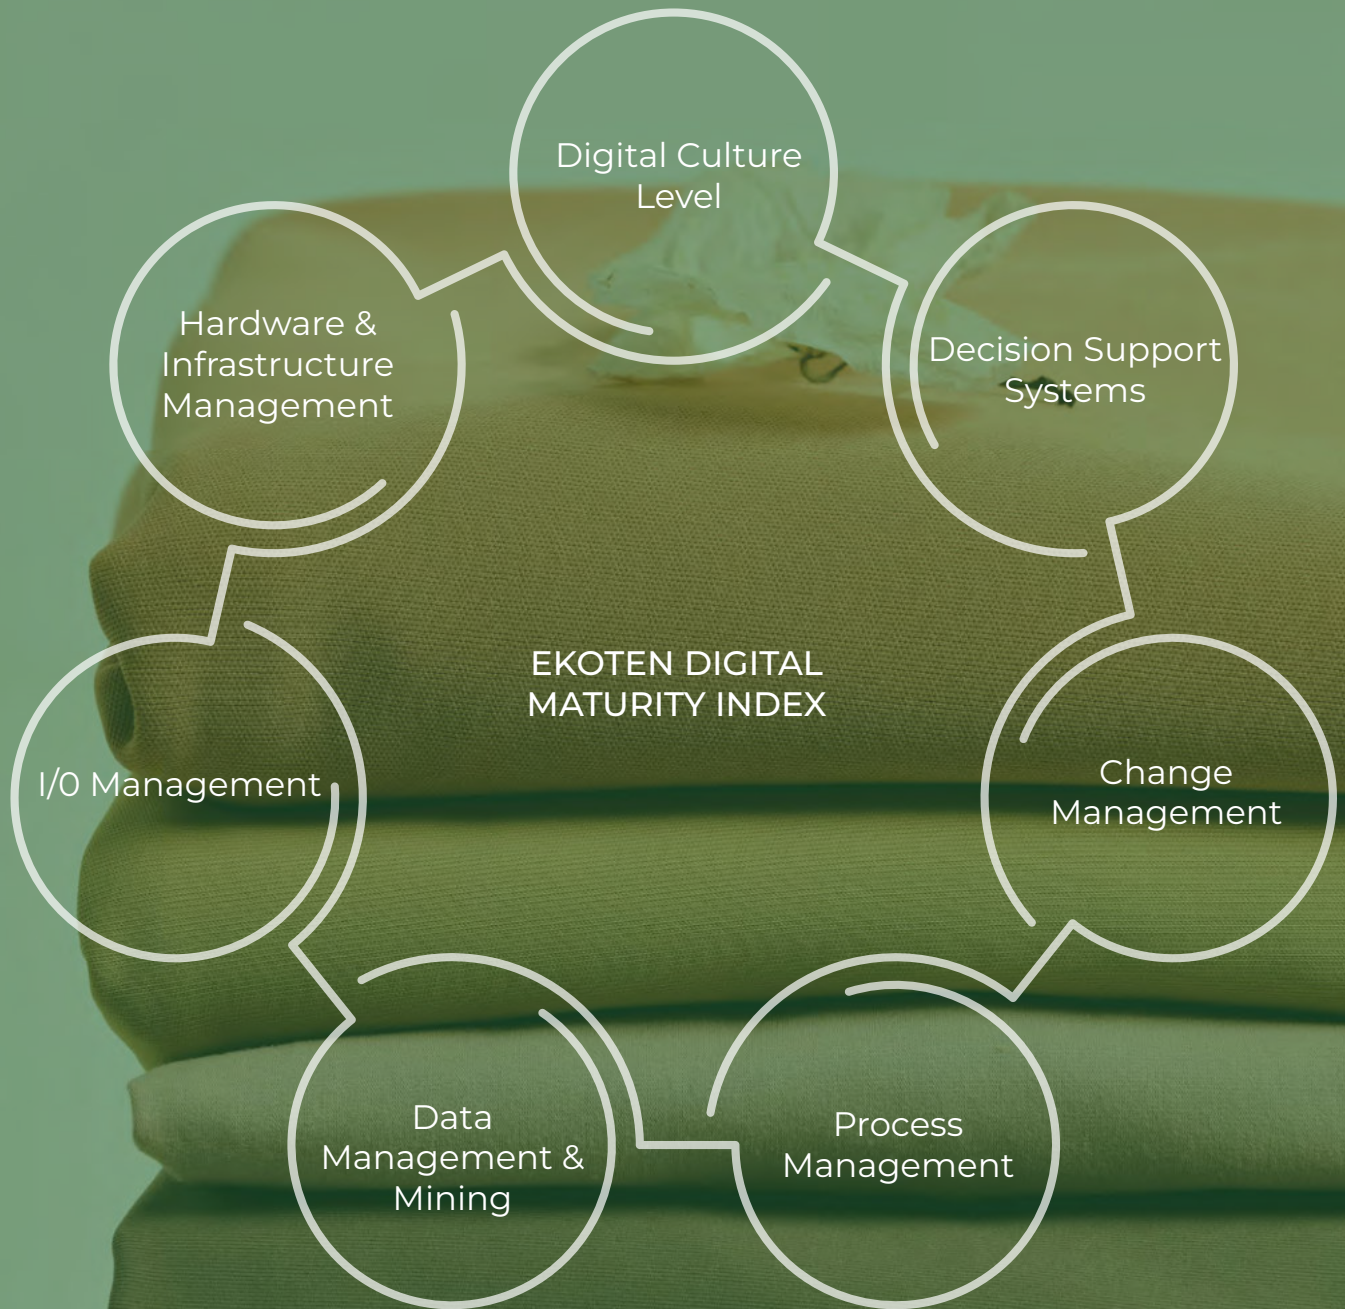 Digital Culture
Level
Decision Support
Systems
Change
Management
Process
Management
Data
Management &
Mining
I/0 Management
Hardware &
Infrastructure
Management
EKOTEN DIGITAL
MATURITY INDEX